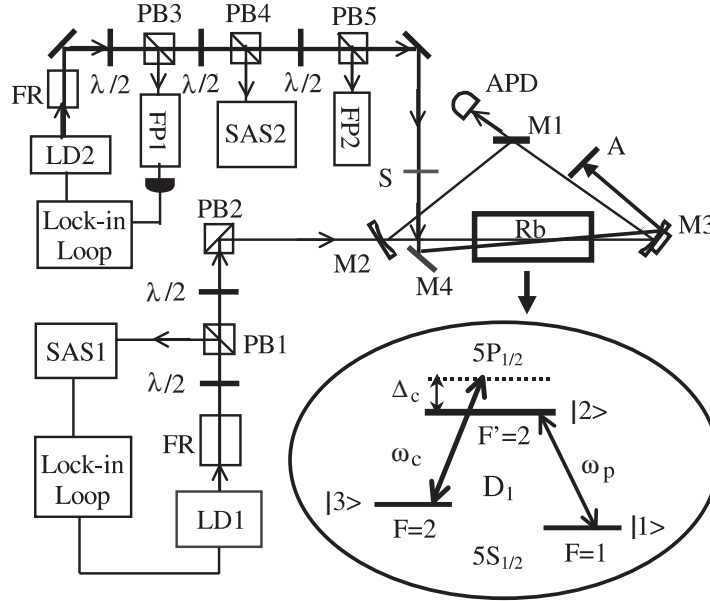 PB3
PB4
PB5
λ/2
λ/2
λ/2
FR
LD2
FP1
SAS2
FP2
Lock-in
Loop
APD
M1
A
S
PB2
Rb
M2
M3
M4
λ/2
SAS1
PB1
λ/2
FR
Lock-in
Loop
LD1
5P1/2
Δc
|2>
F'=2
ωc
ωp
D1
|3>
F=2
F=1
|1>
5S1/2